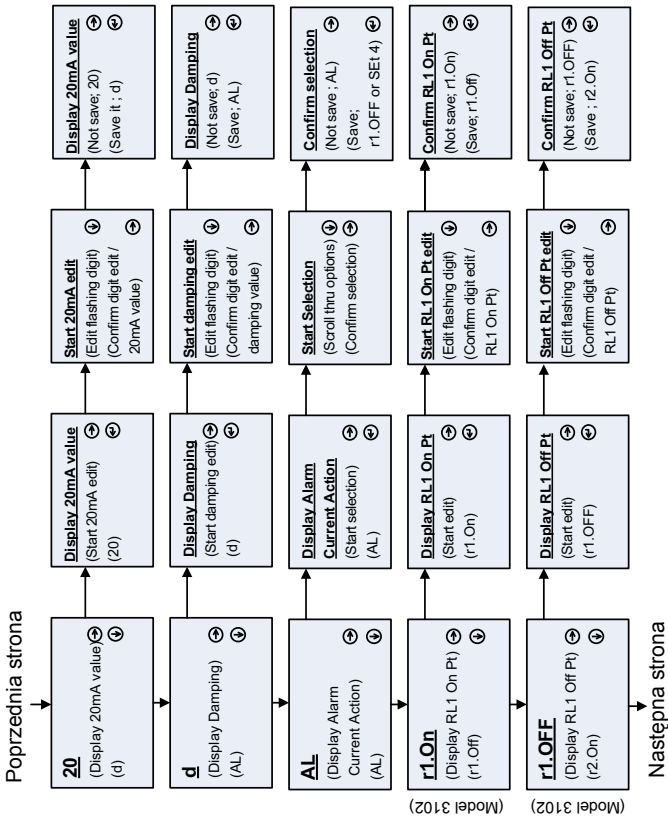 Poprzednia strona
20
(Display 20mA value)
(d)
Display 20mA value
(Start 20mA edit)
(20)
Start 20mA edit
(Edit flashing digit)
(Confirm digit edit /
20mA value)
Display 20mA value
(Not save; 20)
(Save it ; d)
d
(Display Damping)
(AL)
Display Damping
(Start damping edit)
(d)
Start damping edit
(Edit flashing digit)
(Confirm digit edit /
damping value)
Display Damping
(Not save; d)
(Save; AL)
AL
(Display Alarm
Current Action)
(AL)
Display Alarm
Current Action
(Start selection)
(AL)
Start Selection
(Scroll thru options)
(Confirm selection)
Confirm selection
(Not save ; AL)
(Save;
r1.OFF or SEt 4)
(Model 3102)
r1.On
(Display RL1 On Pt)
(r1.Off)
Display RL1 On Pt
(Start edit)
(r1.On)
Start RL1 On Pt edit
(Edit flashing digit)
(Confirm digit edit /
RL1 On Pt)
Confirm RL1 On Pt
(Not save; r1.On)
(Save; r1.Off)
(Model 3102)
r1.OFF
(Display RL1 Off Pt)
(r2.On)
Display RL1 Off Pt
(Start edit)
(r1.OFF)
Start RL1 Off Pt edit
(Edit flashing digit)
(Confirm digit edit /
RL1 Off Pt)
Confirm RL1 Off Pt
(Not save; r1.OFF)
(Save ; r2.On)
Następna strona